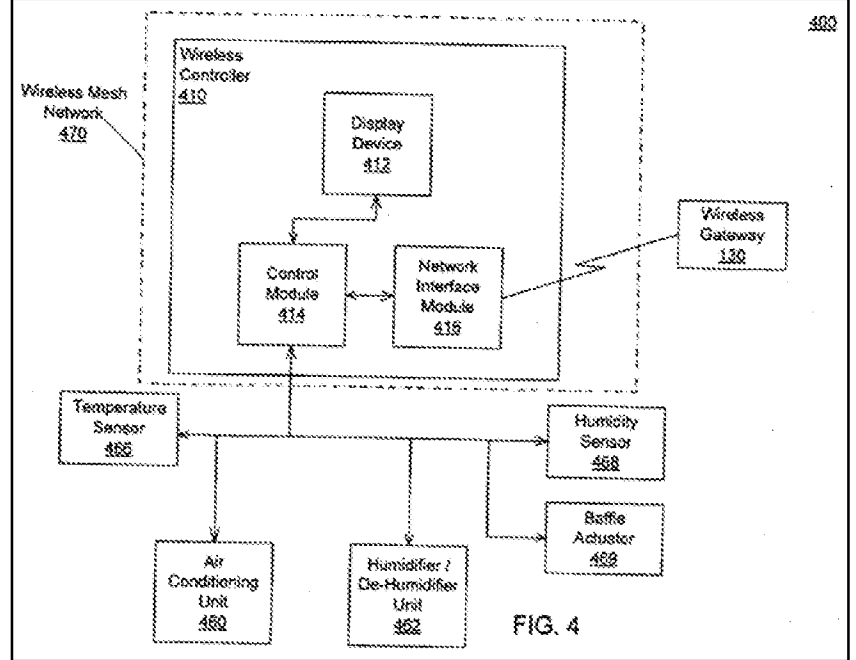 400
Wireless
Controller
410
Wireless Mesh
Network
470
Display
Device
412
Wireless
Gateway
130
Control
Module
414
Network
Interface
Module
416
Temperature
Sensor
466
Humidity
Sensor
468
Baffle
Actuator
469
Air
Conditioning
Unit
460
Humidifier /
De-Humidifier
Unit
462
FIG. 4